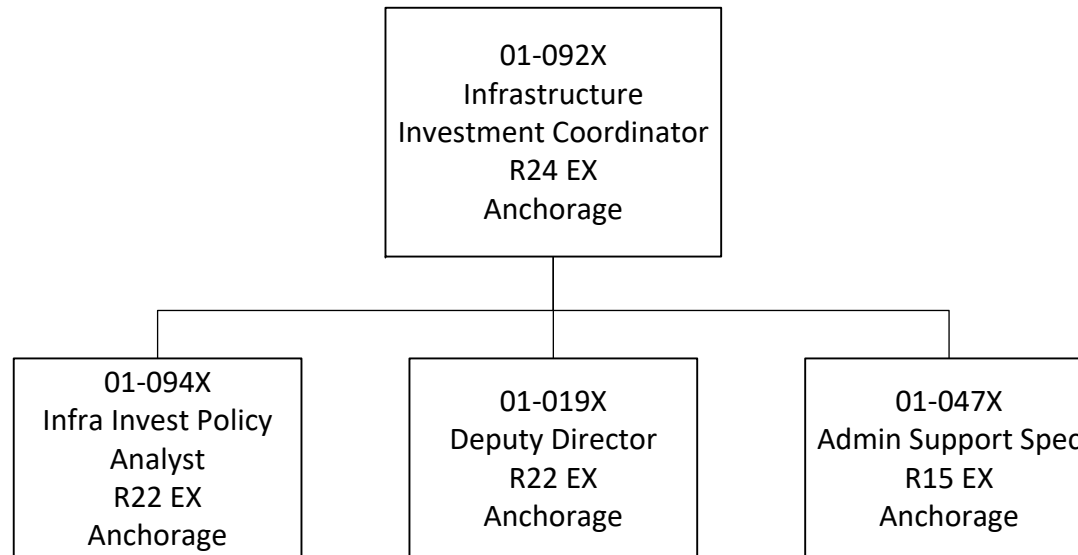 01-092X
Infrastructure
Investment Coordinator
R24 EX
Anchorage
01-094X
Infra Invest Policy
Analyst
R22 EX
Anchorage
01-019X
Deputy Director
R22 EX
Anchorage
01-047X
Admin Support Spec
R15 EX
Anchorage